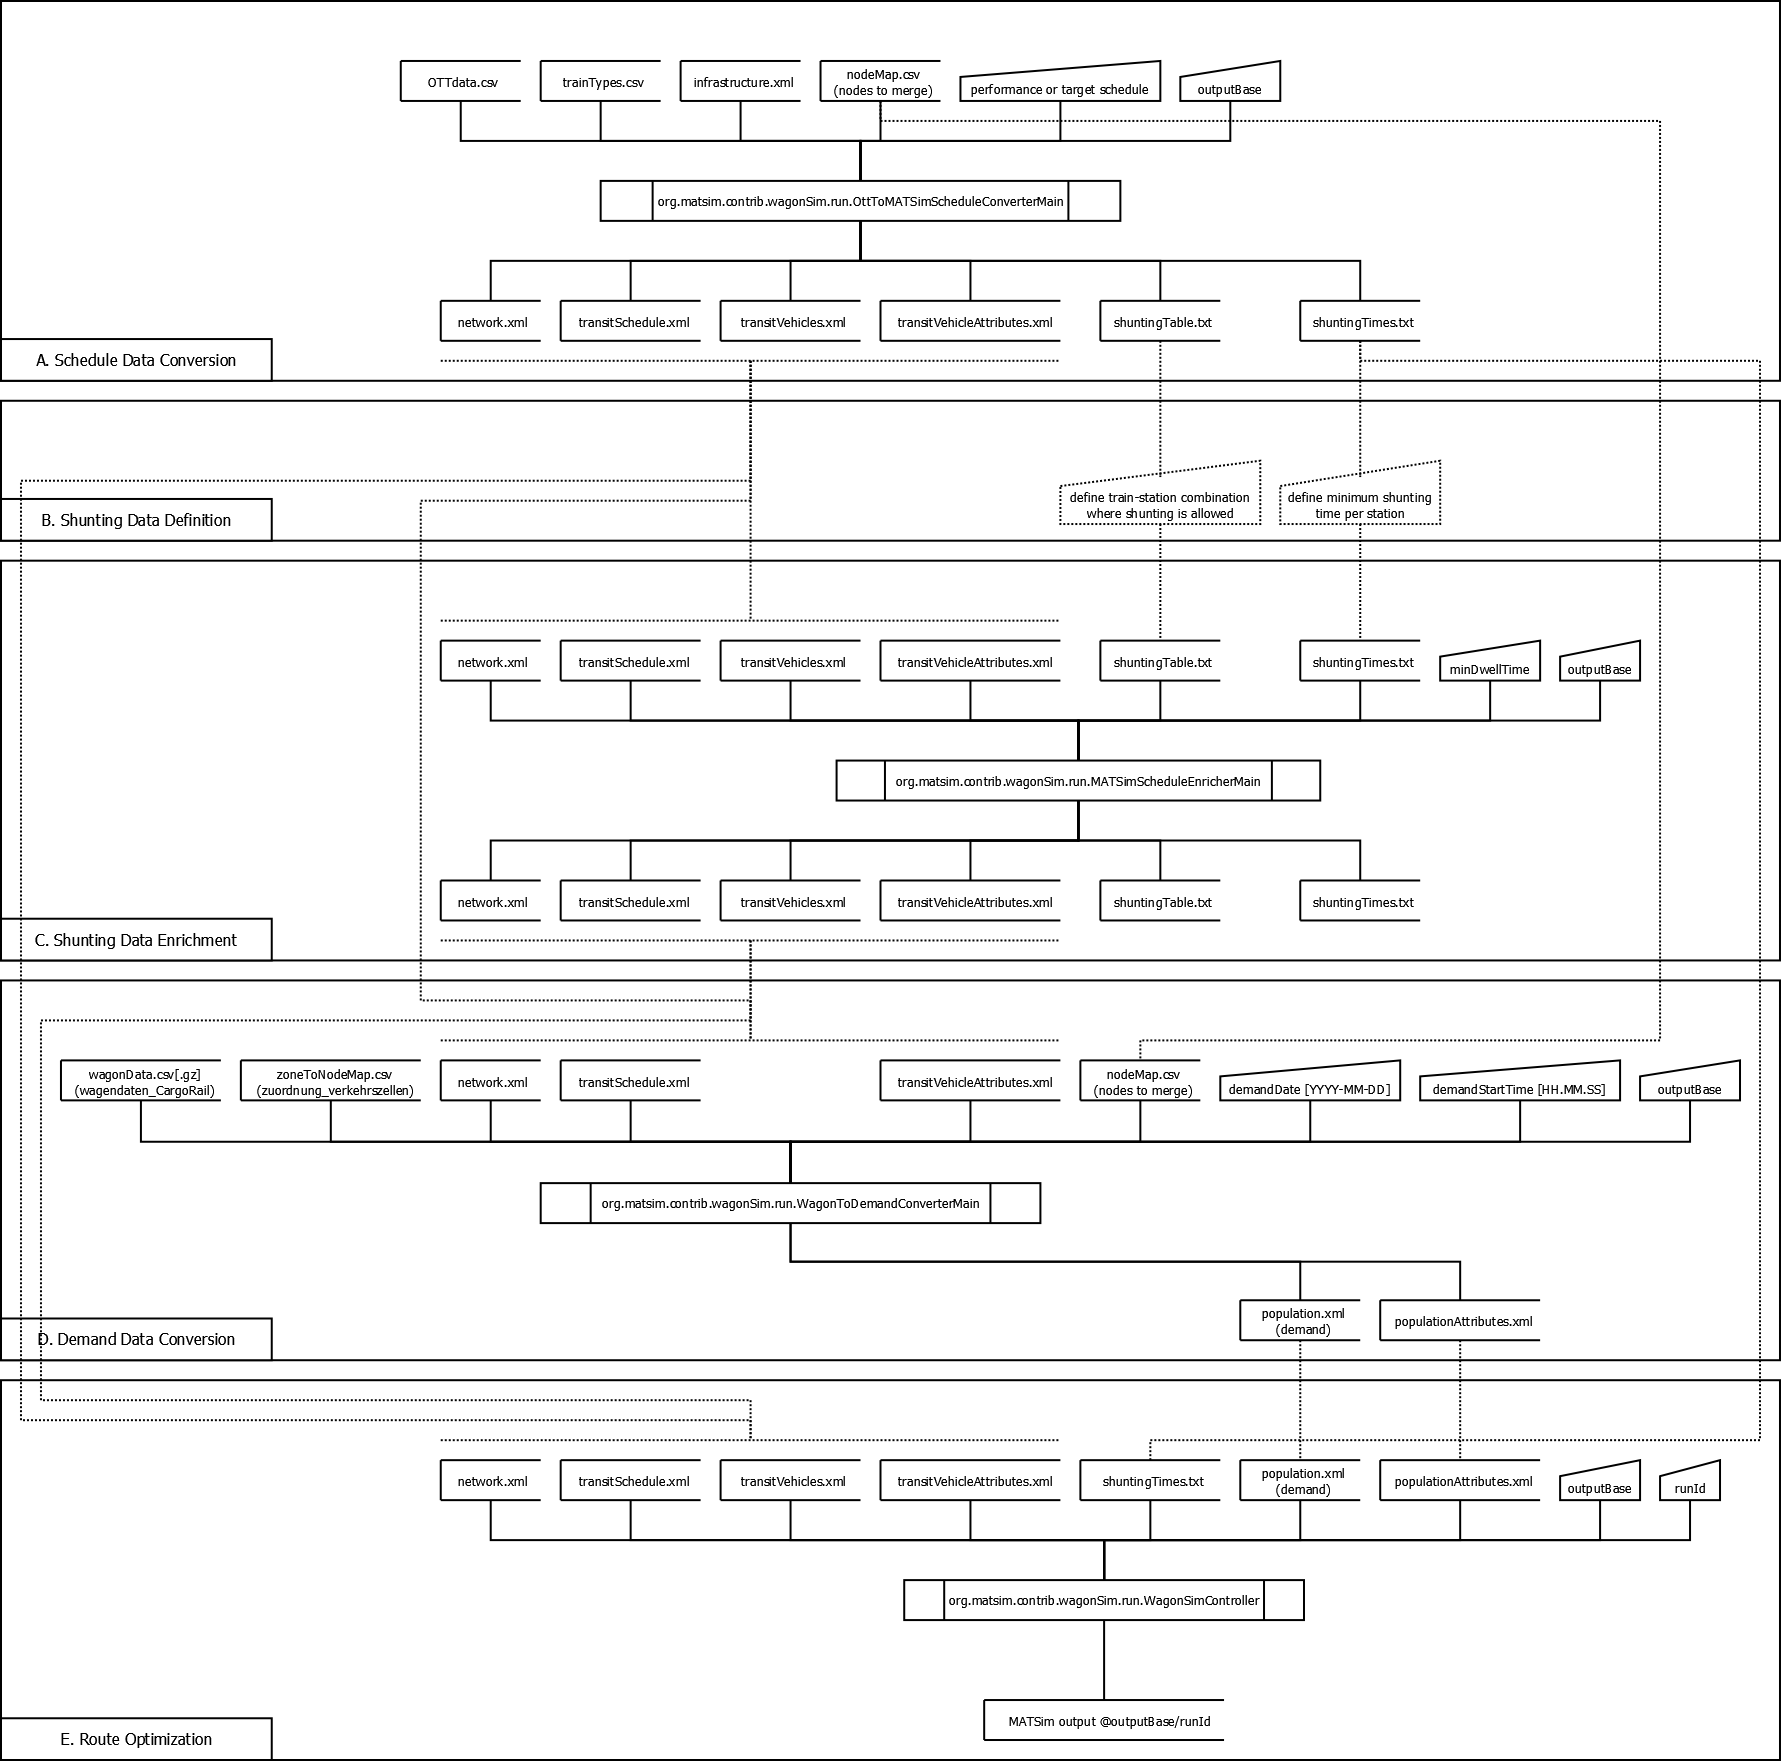 OTTdata.csv
trainTypes.csv
infrastructure.xml
nodeMap.csv
(nodes to merge)
performance or target schedule
outputBase
org.matsim.contrib.wagonSim.run.OttToMATSimScheduleConverterMain
network.xml
transitSchedule.xml
transitVehicles.xml
transitVehicleAttributes.xml
shuntingTable.txt
shuntingTimes.txt
A. Schedule Data Conversion
define train-station combination
where shunting is allowed
define minimum shunting
time per station
B. Shunting Data Definition
network.xml
transitSchedule.xml
transitVehicles.xml
transitVehicleAttributes.xml
shuntingTable.txt
shuntingTimes.txt
minDwellTime
outputBase
org.matsim.contrib.wagonSim.run.MATSimScheduleEnricherMain
network.xml
transitSchedule.xml
transitVehicles.xml
transitVehicleAttributes.xml
shuntingTable.txt
shuntingTimes.txt
C. Shunting Data Enrichment
wagonData.csv[.gz]
(wagendaten_CargoRail)
zoneToNodeMap.csv
(zuordnung_verkehrszellen)
network.xml
transitSchedule.xml
transitVehicleAttributes.xml
nodeMap.csv
(nodes to merge)
demandDate [YYYY-MM-DD]
demandStartTime [HH.MM.SS]
outputBase
org.matsim.contrib.wagonSim.run.WagonToDemandConverterMain
population.xml
(demand)
populationAttributes.xml
D. Demand Data Conversion
network.xml
transitSchedule.xml
transitVehicles.xml
transitVehicleAttributes.xml
shuntingTimes.txt
population.xml
(demand)
populationAttributes.xml
outputBase
runId
org.matsim.contrib.wagonSim.run.WagonSimController
MATSim output @outputBase/runId
E. Route Optimization